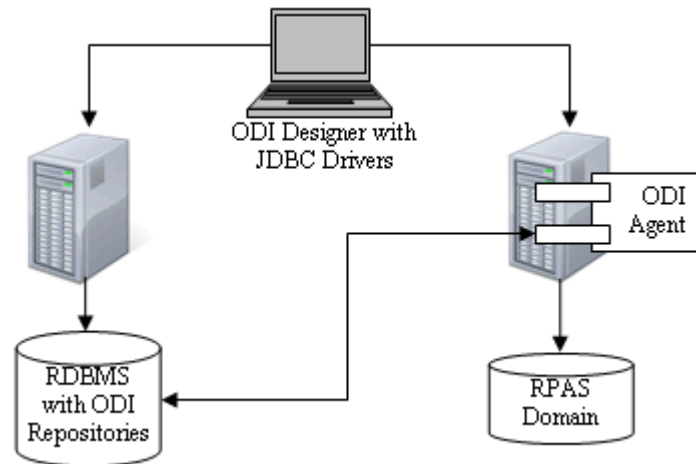 ODI Designer with
JDBC Drivers
ODI
Agent
RDBMS
with ODI
Repositories
RPAS
Domain